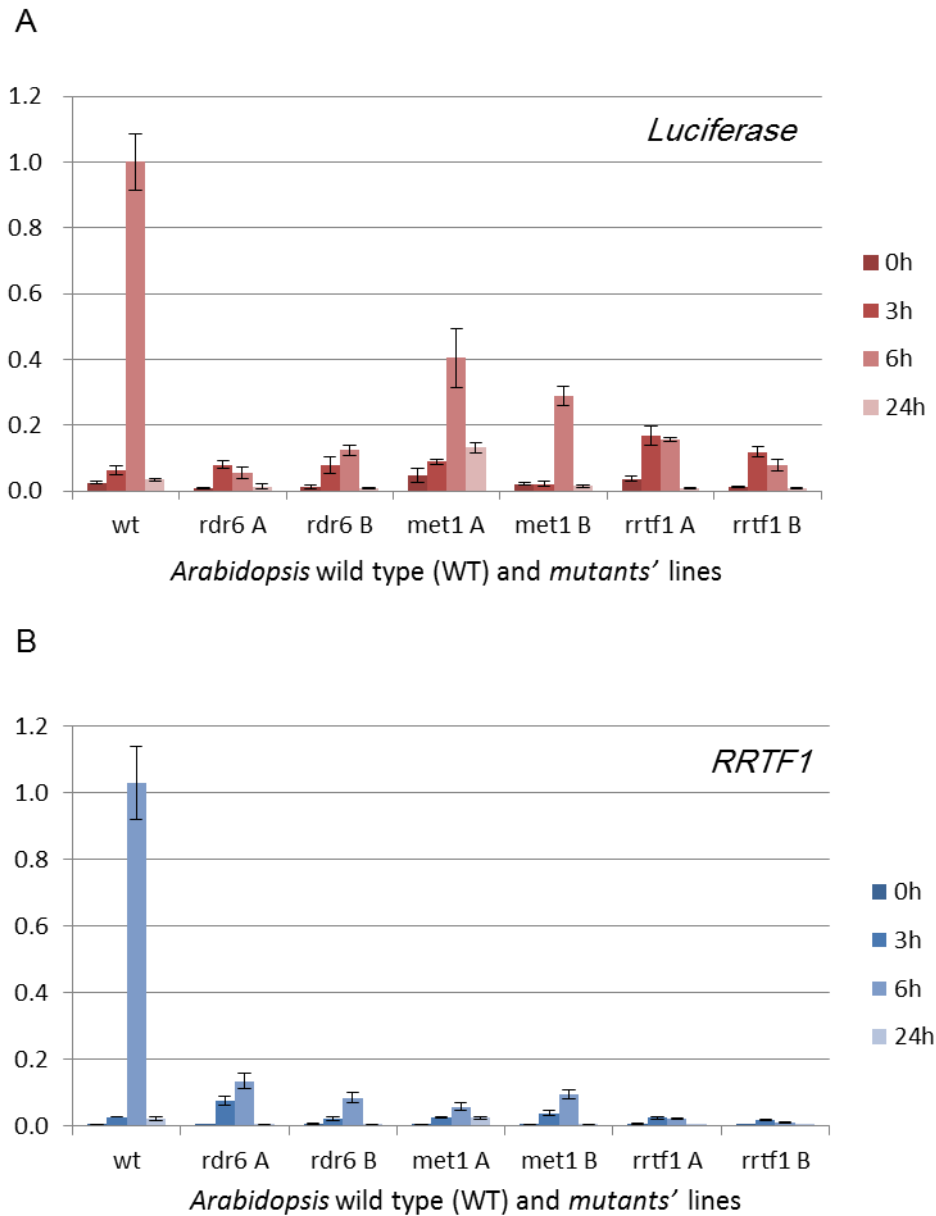 A
1.2
1.0
0.8
0.6
0.4
0.2
0.0
Luciferase
0h
3h
6h
24h
wt rdr6 A rdr6 B met1 A met1 B rrtf1 A rrtf1 B
Arabidopsis wild type (WT) and mutants’ lines
B
1.2
1.0
0.8
0.6
0.4
0.2
0.0
RRTF1
0h
3h
6h
24h
wt rdr6 A rdr6 B met1 A met1 B rrtf1 A rrtf1 B
Arabidopsis wild type (WT) and mutants’ lines